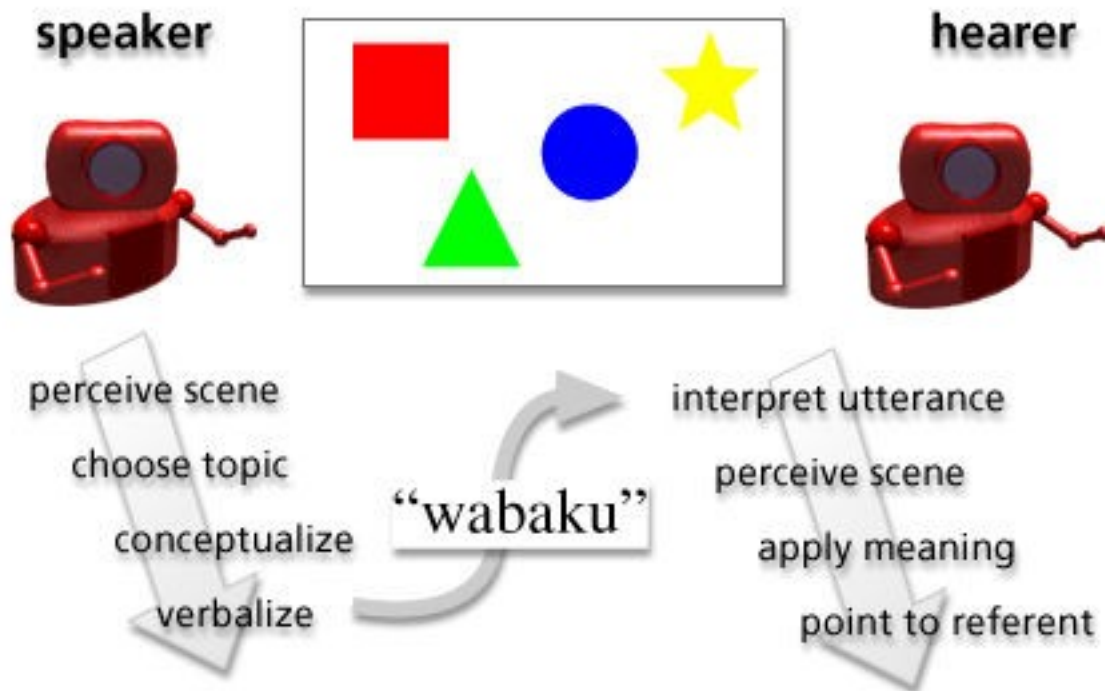 speaker
hearer
perceive scene
choose topic
conceptualize
verbalize
“wabaku”
interpret utterance
perceive scene
apply meaning
point to referent